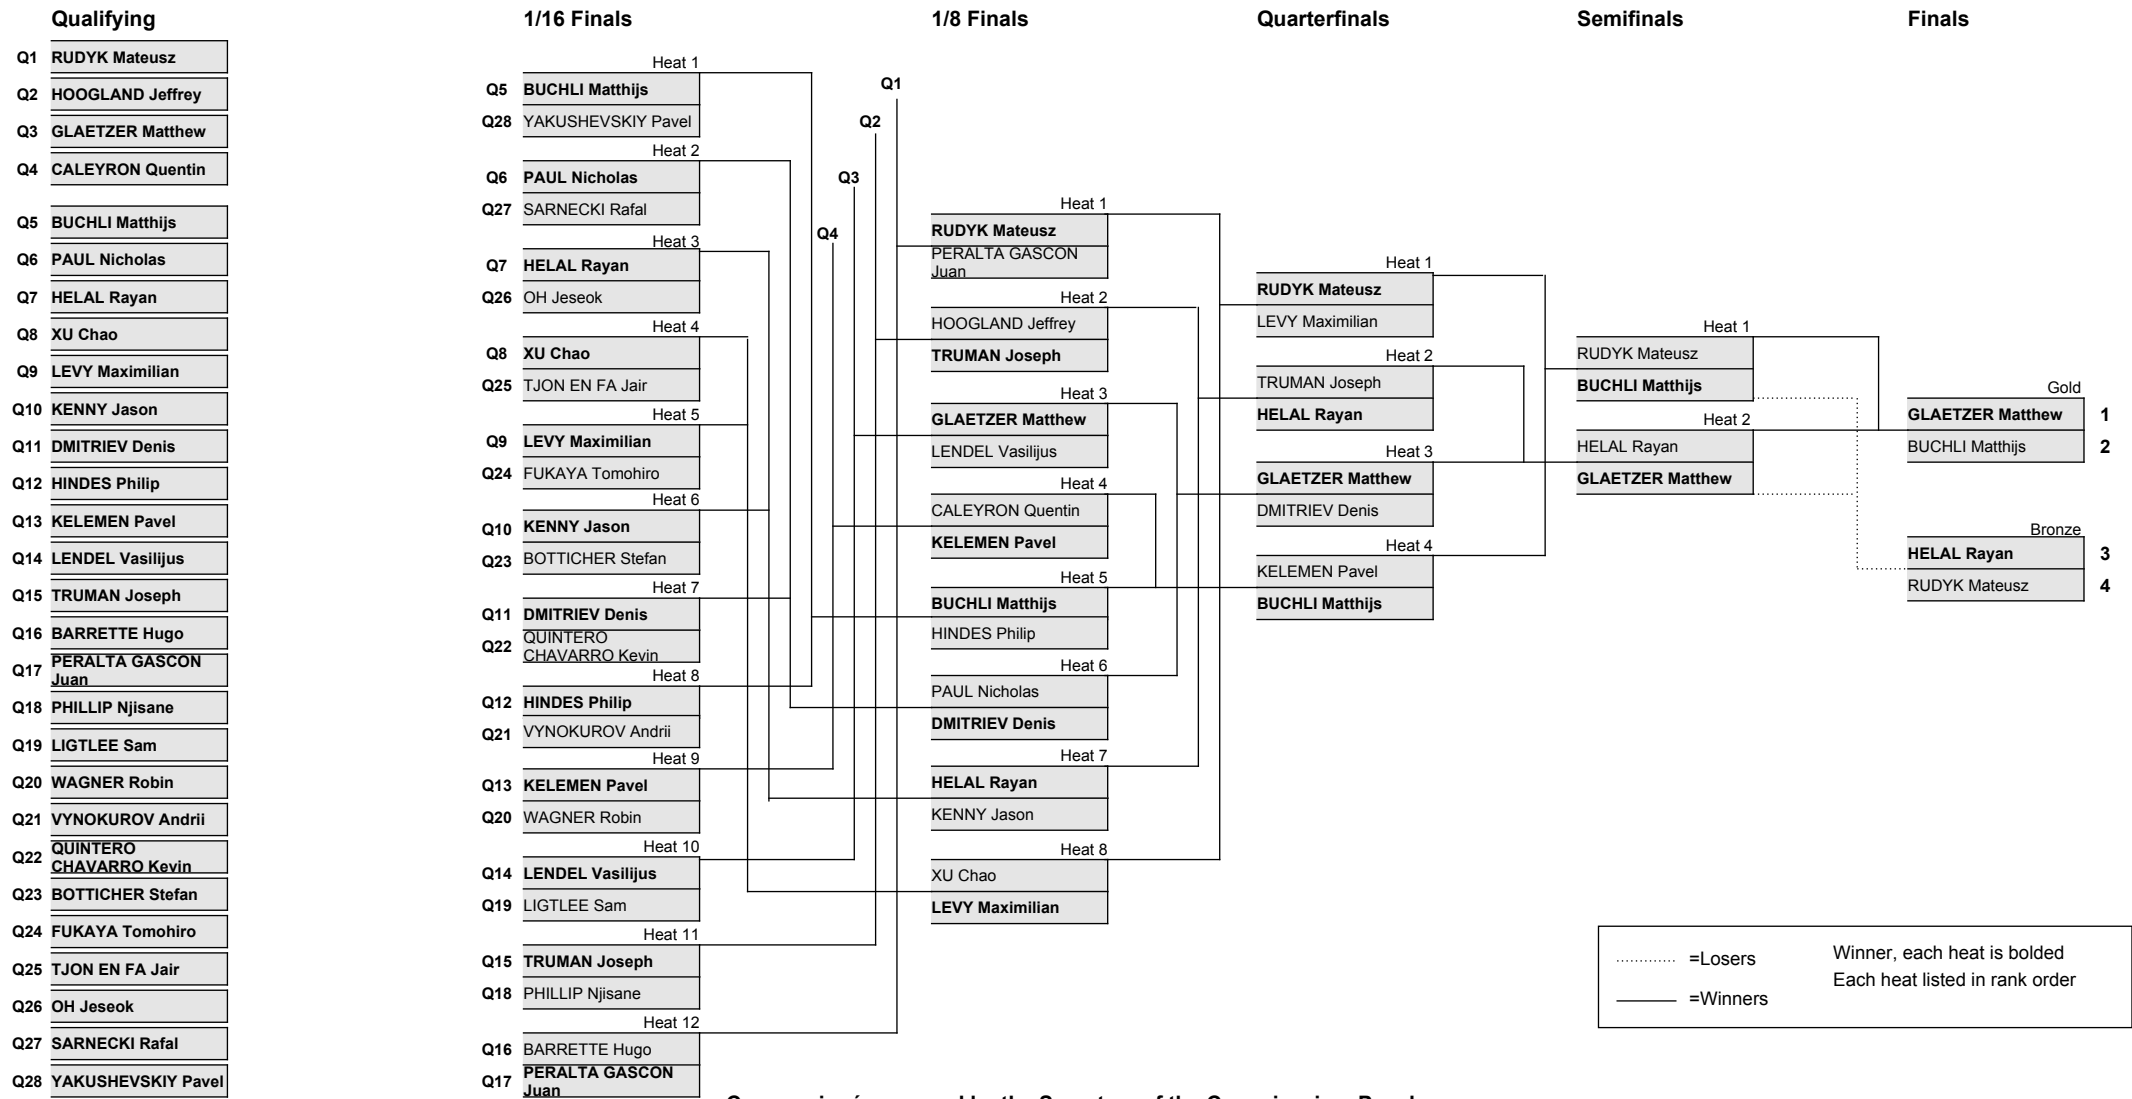 Qualifying
Q1 RUDYK Mateusz
Q2 HOOGLAND Jeffrey
Q3 GLAETZER Matthew
Q4 CALEYRON Quentin
Q5 BUCHLI Matthijs
Q6 PAUL Nicholas
Q7 HELAL Rayan
Q8 XU Chao
Q9 LEVY Maximilian
Q10 KENNY Jason
Q11 DMITRIEV Denis
Q12 HINDES Philip
Q13 KELEMEN Pavel
Q14 LENDEL Vasilijus
Q15 TRUMAN Joseph
Q16 BARRETTE Hugo
Q17 PERALTA GASCON
Juan
Q18 PHILLIP Njisane
Q19 LIGTLEE Sam
Q20 WAGNER Robin
Q21 VYNOKUROV Andrii
Q22 QUINTERO
CHAVARRO Kevin
Q23 BOTTICHER Stefan
Q24 FUKAYA Tomohiro
Q25 TJON EN FA Jair
Q26 OH Jeseok
Q27 SARNECKI Rafal
Q28 YAKUSHEVSKIY Pavel
1/16 Finals
Heat 1
Q5 BUCHLI Matthijs
Q28 YAKUSHEVSKIY Pavel
Heat 2
Q6 PAUL Nicholas
Q27 SARNECKI Rafal
Heat 3
Q7 HELAL Rayan
Q26 OH Jeseok
Heat 4
Q8 XU Chao
Q25 TJON EN FA Jair
Heat 5
Q9 LEVY Maximilian
Q24 FUKAYA Tomohiro
Heat 6
Q10 KENNY Jason
Q23 BOTTICHER Stefan
Heat 7
Q11 DMITRIEV Denis
Q22 QUINTERO
CHAVARRO Kevin
Heat 8
Q12 HINDES Philip
Q21 VYNOKUROV Andrii
Heat 9
Q13 KELEMEN Pavel
Q20 WAGNER Robin
Heat 10
Q14 LENDEL Vasilijus
Q19 LIGTLEE Sam
Heat 11
Q15 TRUMAN Joseph
Q18 PHILLIP Njisane
Heat 12
Q16 BARRETTE Hugo
Q17 PERALTA GASCON
Juan
Q1
Q2
Q3
Q4
1/8 Finals
Heat 1
RUDYK Mateusz
PERALTA GASCON
Juan
Heat 2
HOOGLAND Jeffrey
TRUMAN Joseph
Heat 3
GLAETZER Matthew
LENDEL Vasilijus
Heat 4
CALEYRON Quentin
KELEMEN Pavel
Heat 5
BUCHLI Matthijs
HINDES Philip
Heat 6
PAUL Nicholas
DMITRIEV Denis
Heat 7
HELAL Rayan
KENNY Jason
Heat 8
XU Chao
LEVY Maximilian
Quarterfinals
Heat 1
RUDYK Mateusz
LEVY Maximilian
Heat 2
TRUMAN Joseph
HELAL Rayan
Heat 3
GLAETZER Matthew
DMITRIEV Denis
Heat 4
KELEMEN Pavel
BUCHLI Matthijs
Semifinals
Heat 1
RUDYK Mateusz
BUCHLI Matthijs
Heat 2
HELAL Rayan
GLAETZER Matthew
Finals
Gold
GLAETZER Matthew 1
BUCHLI Matthijs 2
Bronze
HELAL Rayan 3
RUDYK Mateusz 4
=Losers
=Winners
Winner, each heat is bolded
Each heat listed in rank order